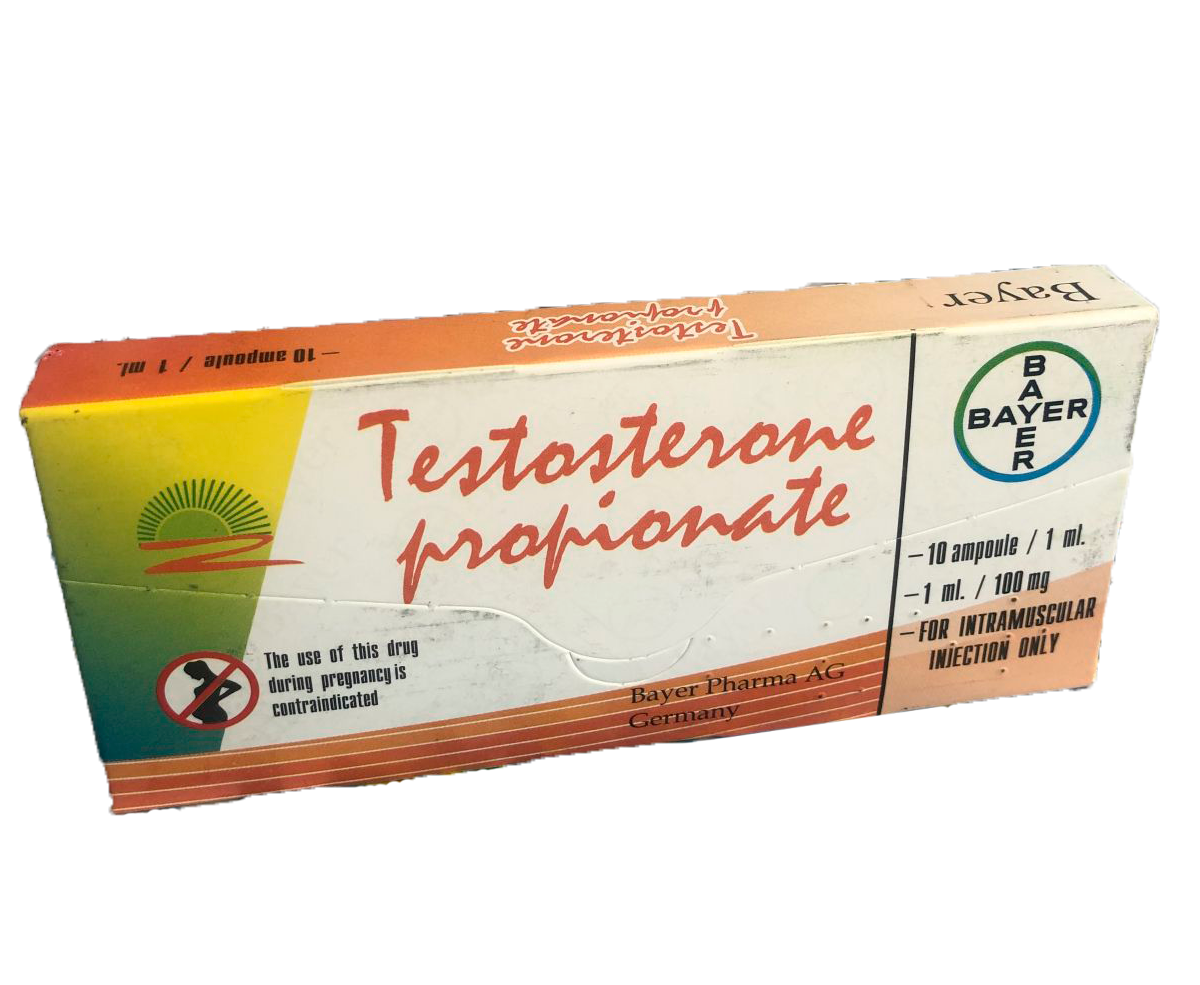 – 10 ampoule / 1 ml.
Testosterone
propionate
Bayer
Testosterone
propionate
The use of this drug
during pregnancy is
contraindicated
Bayer Pharma AG
Germany
BAYER
BAYER
– 10 ampoule / 1 ml.
– 1 ml. / 100 mg
– FOR INTRAMUSCULAR
INJECTION ONLY